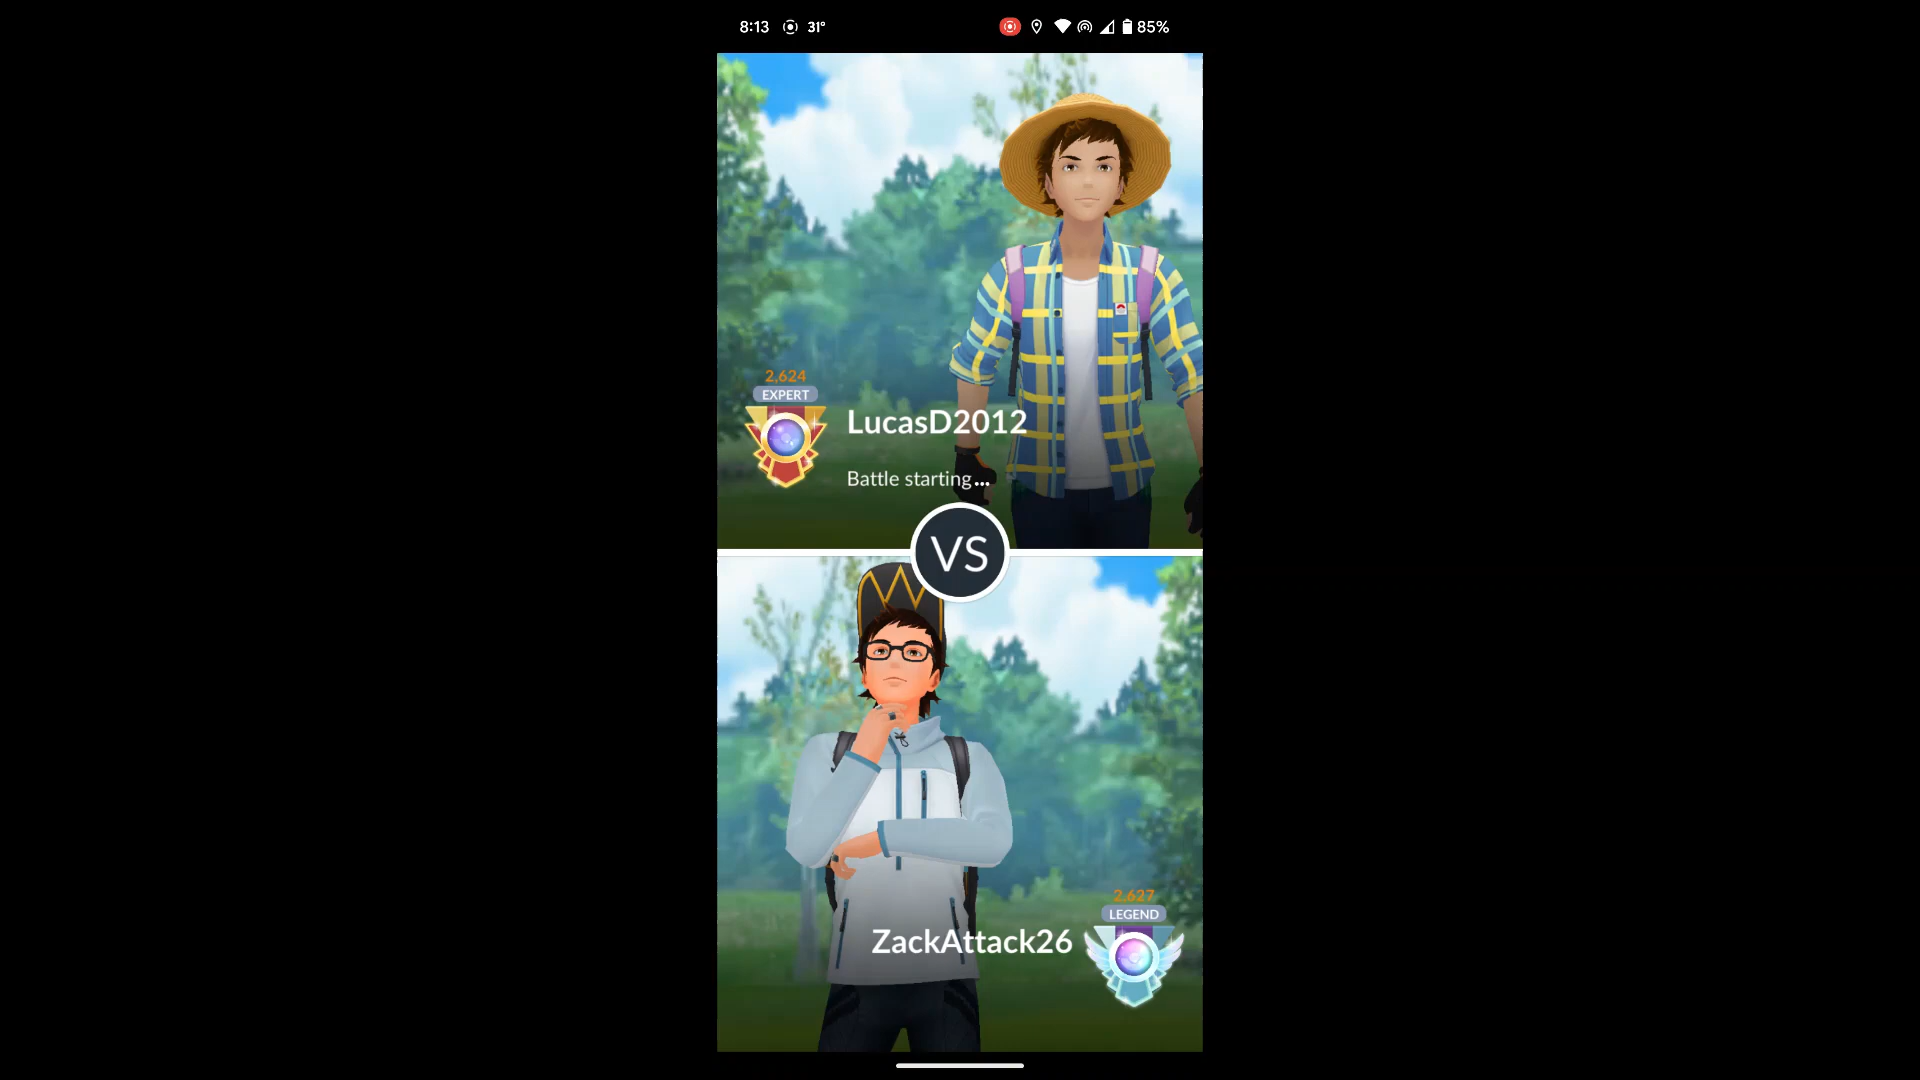 8:13 31° 85%
2,624
EXPERT
LucasD2012
Battle starting...
VS
2,627
LEGEND
ZackAttack26